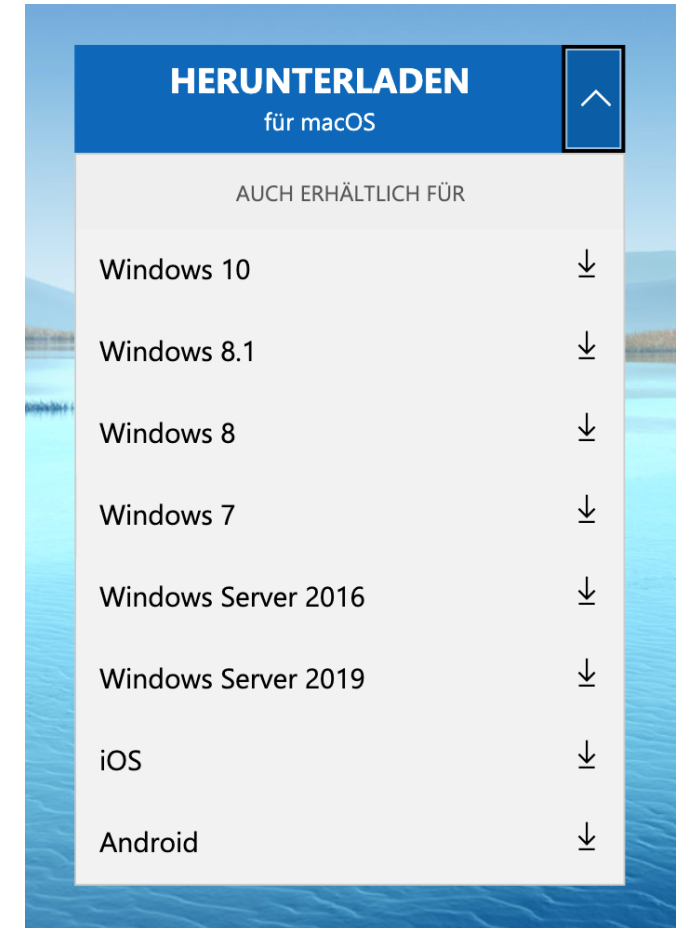 HERUNTERLADEN
für macOS
AUCH ERHÄLTLICH FÜR
Windows 10
Windows 8.1
Windows 8
Windows 7
Windows Server 2016
Windows Server 2019
iOS
Android